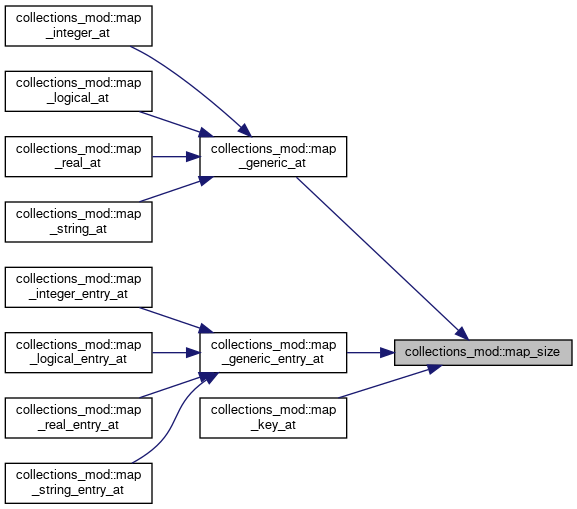 collections_mod::map
_integer_at
collections_mod::map
_logical_at
collections_mod::map
_real_at
collections_mod::map
_string_at
collections_mod::map
_generic_at
collections_mod::map
_integer_entry_at
collections_mod::map
_logical_entry_at
collections_mod::map
_real_entry_at
collections_mod::map
_string_entry_at
collections_mod::map
_generic_entry_at
collections_mod::map
_key_at
collections_mod::map_size